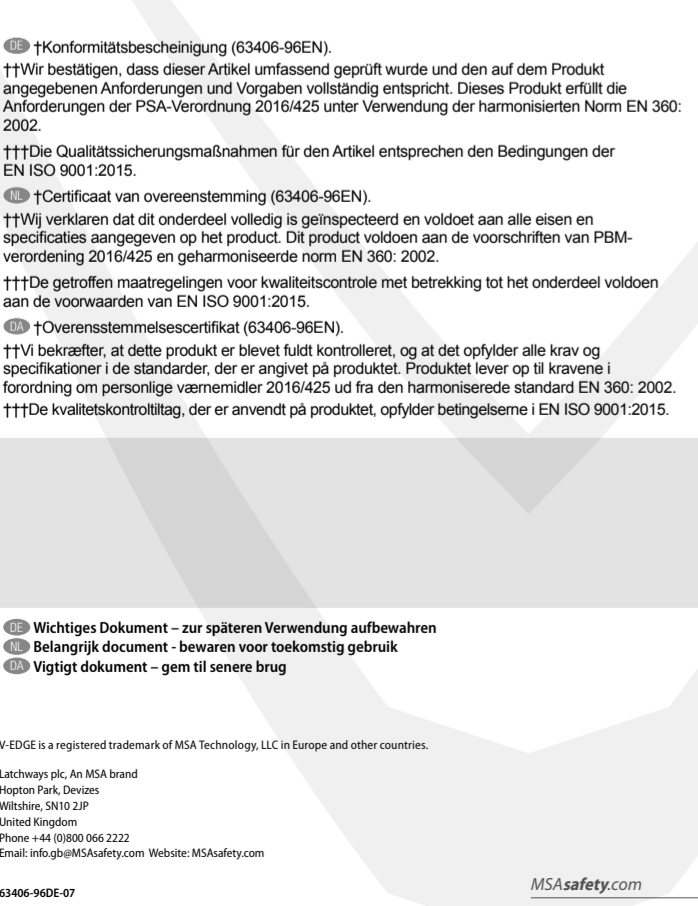 DE †Konformitätsbescheinigung (63406-96EN).
††Wir bestätigen, dass dieser Artikel umfassend geprüft wurde und den auf dem Produkt
angegebenen Anforderungen und Vorgaben vollständig entspricht. Dieses Produkt erfüllt die
Anforderungen der PSA-Verordnung 2016/425 unter Verwendung der harmonisierten Norm EN 360:
2002.
†††Die Qualitätssicherungsmaßnahmen für den Artikel entsprechen den Bedingungen der
EN ISO 9001:2015.
NL †Certificaat van overeenstemming (63406-96EN).
††Wij verklaren dat dit onderdeel volledig is geïnspecteerd en voldoet aan alle eisen en
specificaties aangegeven op het product. Dit product voldoen aan de voorschriften van PBM-
verordening 2016/425 en geharmoniseerde norm EN 360: 2002.
†††De getroffen maatregelingen voor kwaliteitscontrole met betrekking tot het onderdeel voldoen
aan de voorwaarden van EN ISO 9001:2015.
DA †Overensstemmelsescertifikat (63406-96EN).
††Vi bekræfter, at dette produkt er blevet fuldt kontrolleret, og at det opfylder alle krav og
specifikationer i de standarder, der er angivet på produktet. Produktet lever op til kravene i
forordning om personlige værnemidler 2016/425 ud fra den harmoniserede standard EN 360: 2002.
†††De kvalitetskontroltiltag, der er anvendt på produktet, opfylder betingelserne i EN ISO 9001:2015.
DE Wichtiges Dokument – zur späteren Verwendung aufbewahren
NL Belangrijk document - bewaren voor toekomstig gebruik
DA Vigtigt dokument – gem til senere brug
V-EDGE is a registered trademark of MSA Technology, LLC in Europe and other countries.
Latchways plc, An MSA brand
Hopton Park, Devizes
Wiltshire, SN10 2JP
United Kingdom
Phone +44 (0)800 066 2222
Email: info.gb@MSAsafety.com Website: MSAsafety.com
63406-96DE-07
MSAsafety.com